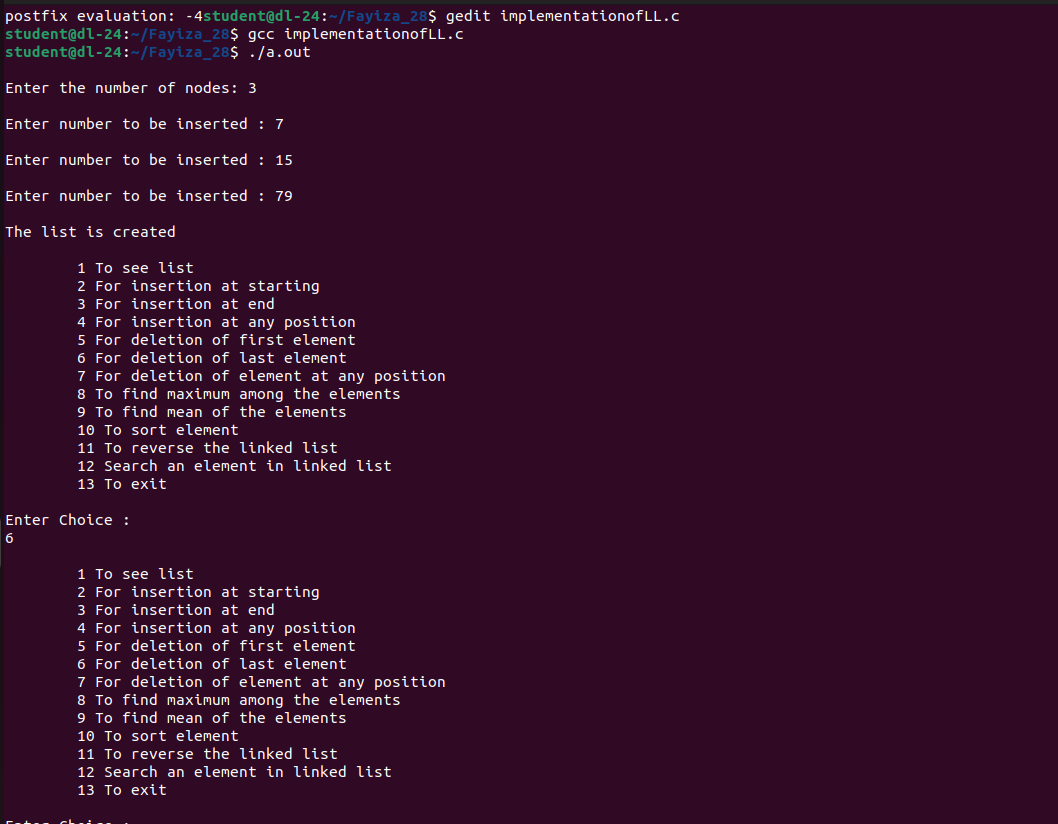 postfix evaluation: -4student@dl-24:~/Fayiza_28$ gedit implementationofLL.c
student@dl-24:~/Fayiza_28$ gcc implementationofLL.c
student@dl-24:~/Fayiza_28$ ./a.out
Enter the number of nodes: 3
Enter number to be inserted : 7
Enter number to be inserted : 15
Enter number to be inserted : 79
The list is created
1 To see list
2 For insertion at starting
3 For insertion at end
4 For insertion at any position
5 For deletion of first element
6 For deletion of last element
7 For deletion of element at any position
8 To find maximum among the elements
9 To find mean of the elements
10 To sort element
11 To reverse the linked list
12 Search an element in linked list
13 To exit
Enter Choice :
6
1 To see list
2 For insertion at starting
3 For insertion at end
4 For insertion at any position
5 For deletion of first element
6 For deletion of last element
7 For deletion of element at any position
8 To find maximum among the elements
9 To find mean of the elements
10 To sort element
11 To reverse the linked list
12 Search an element in linked list
13 To exit
Enter Choice :